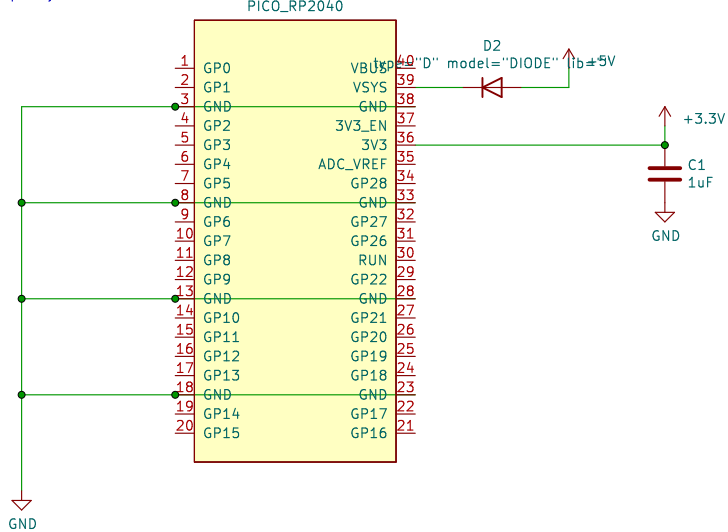 PICO_RP2040
D2
type="D" model="DIODE" lib=""
+5V
1 GP0 VBUS 40
2 GP1 VSYS 39
3 GND GND 38
4 GP2 3V3_EN 37
5 GP3 3V3 36
6 GP4 ADC_VREF 35
7 GP5 GP28 34
8 GND GND 33
9 GP6 GP27 32
10 GP7 GP26 31
11 GP8 RUN 30
12 GP9 GP22 29
13 GND GND 28
14 GP10 GP21 27
15 GP11 GP20 26
16 GP12 GP19 25
17 GP13 GP18 24
18 GND GND 23
19 GP14 GP17 22
20 GP15 GP16 21
+3.3V
C1
1uF
GND
GND